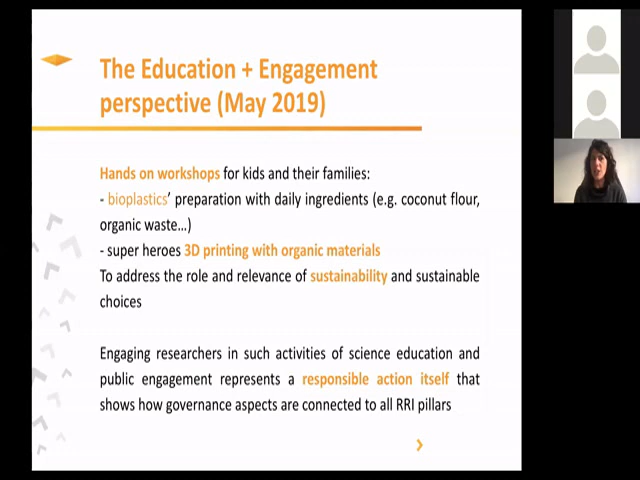 The Education + Engagement
perspective (May 2019)
Hands on workshops for kids and their families:
- bioplastics’ preparation with daily ingredients (e.g. coconut flour,
organic waste…)
- super heroes 3D printing with organic materials
To address the role and relevance of sustainability and sustainable
choices
Engaging researchers in such activities of science education and
public engagement represents a responsible action itself that
shows how governance aspects are connected to all RRI pillars